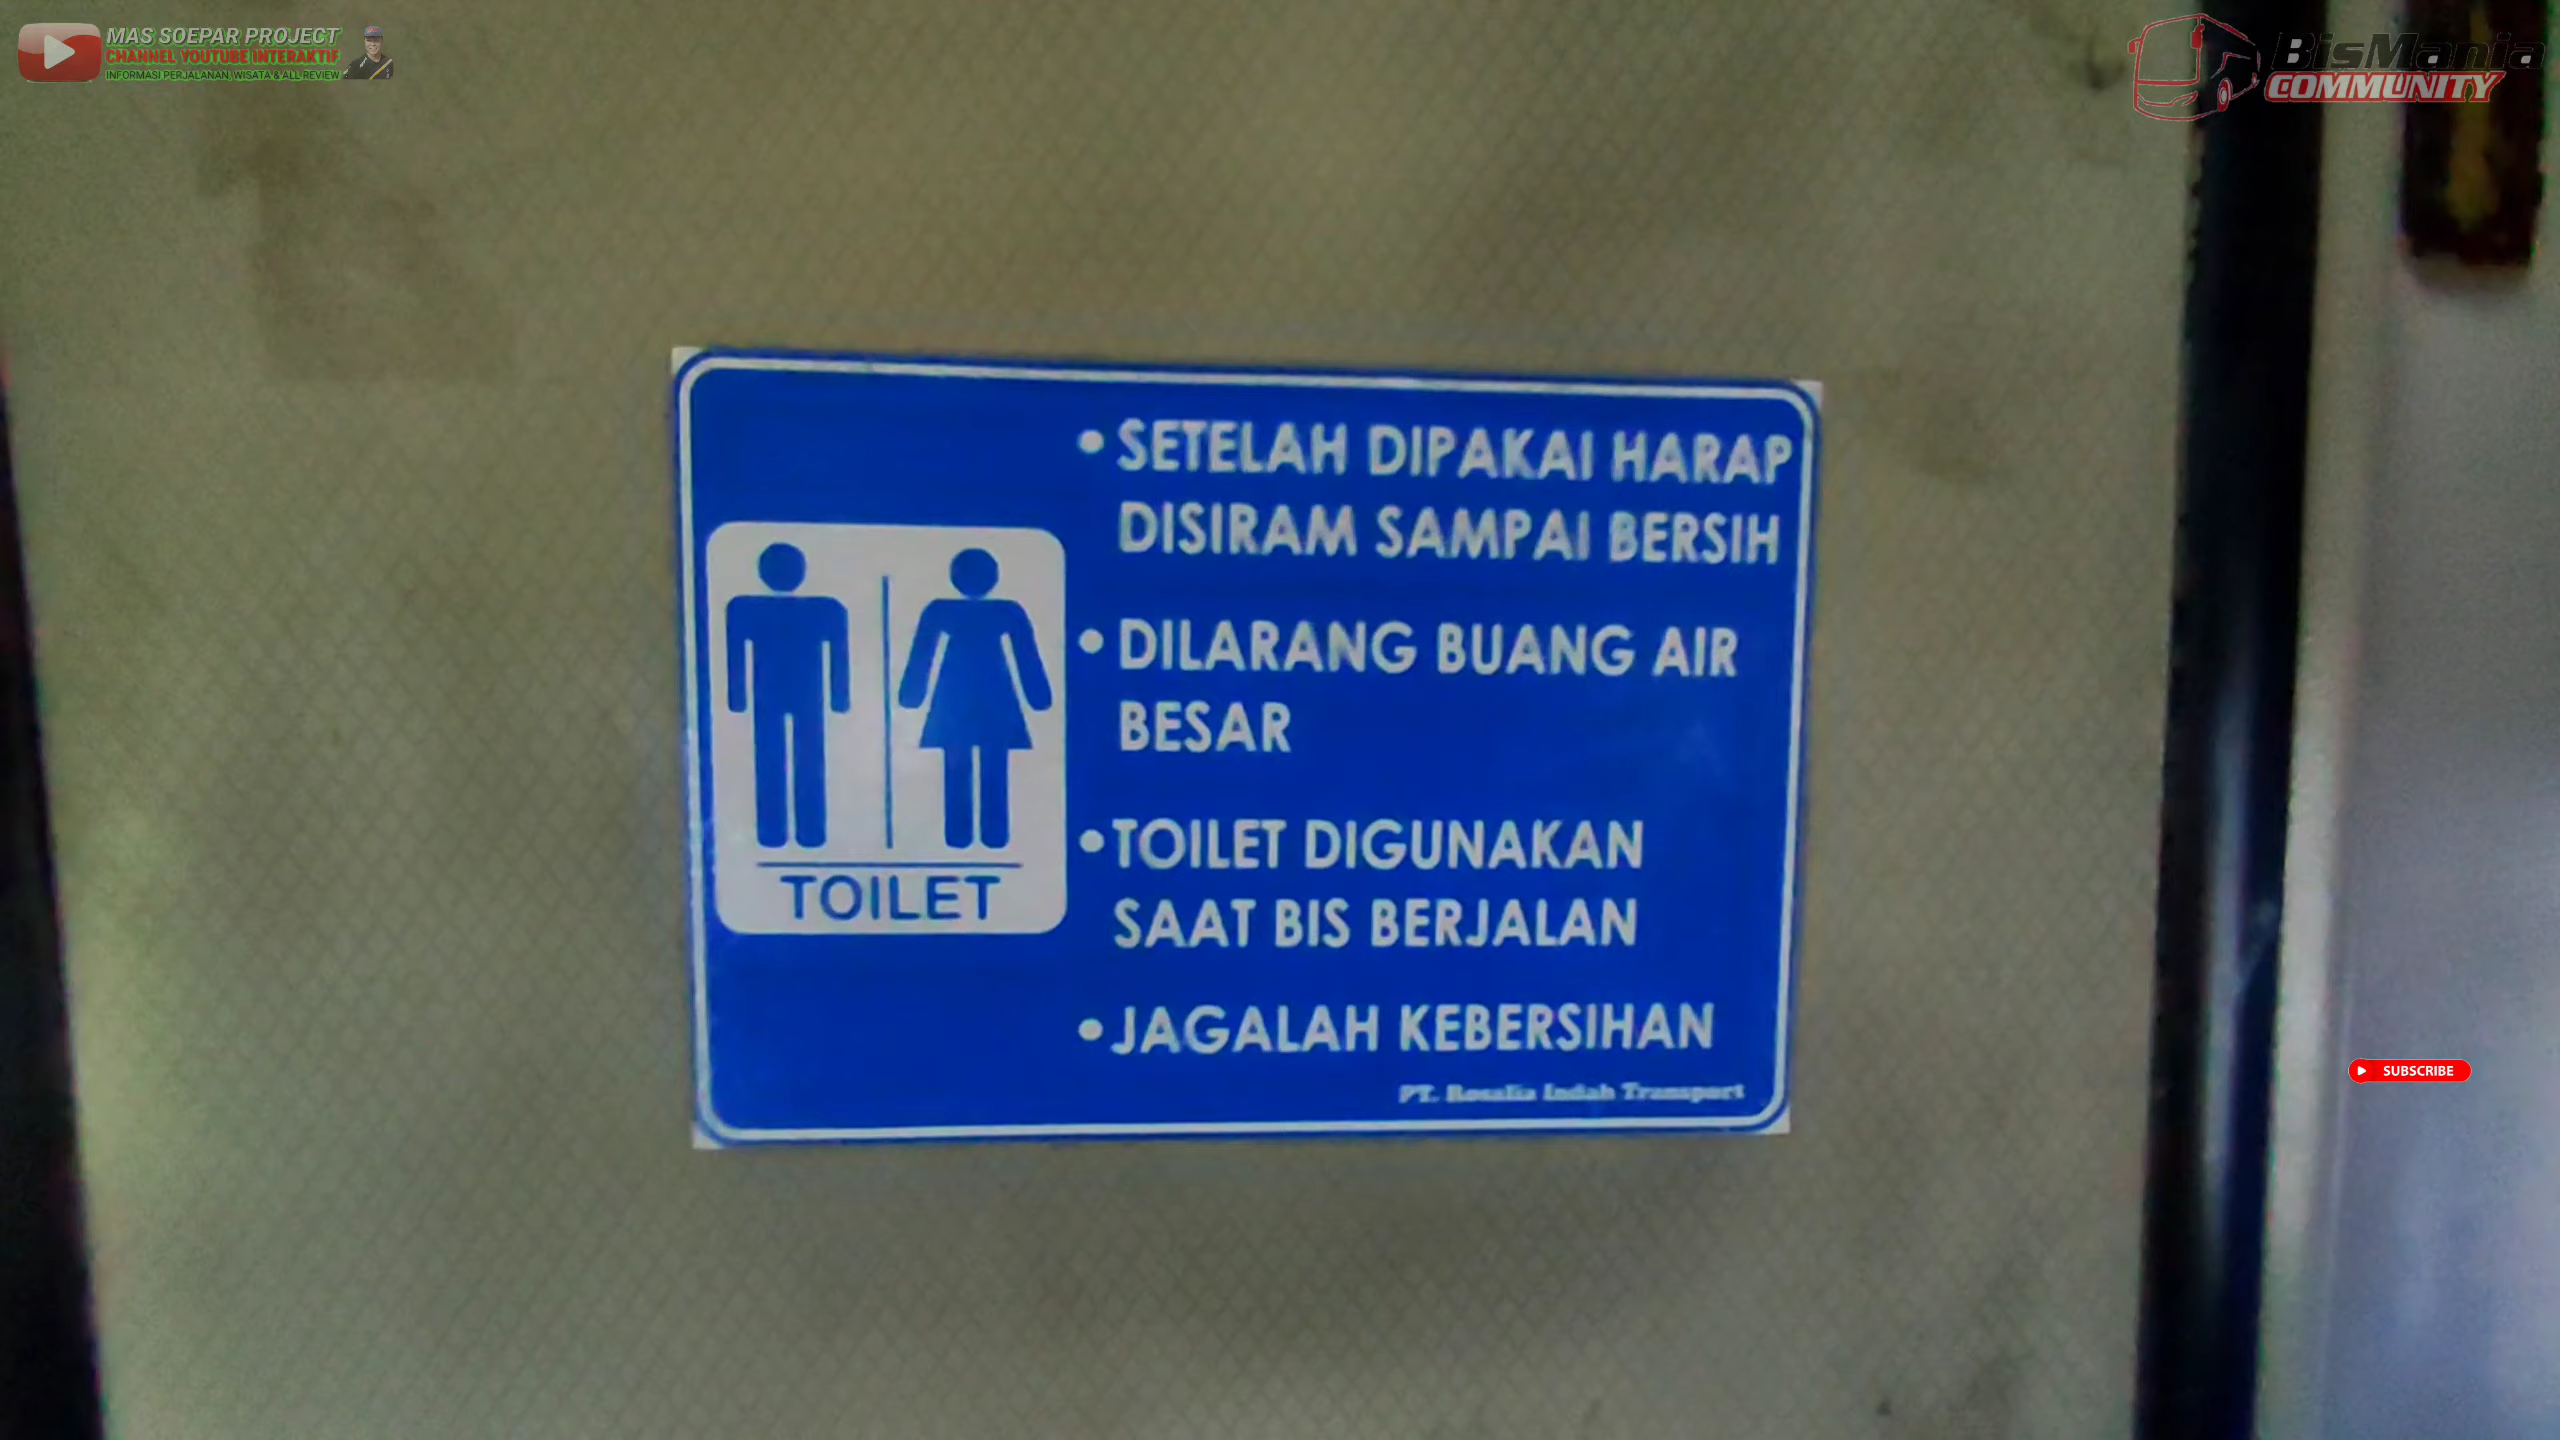 MAS SOEPAR PROJECT
CHANNEL YOUTUBE INTERAKTIF
INFORMASI PERJALANAN, WISATA & ALL REVIEW
BisMania
COMMUNITY
• SETELAH DIPAKAI HARAP
DISIRAM SAMPAI BERSIH
• DILARANG BUANG AIR
BESAR
• TOILET DIGUNAKAN
SAAT BIS BERJALAN
• JAGALAH KEBERSIHAN
PT. Rosalia Indah Transport
TOILET
SUBSCRIBE